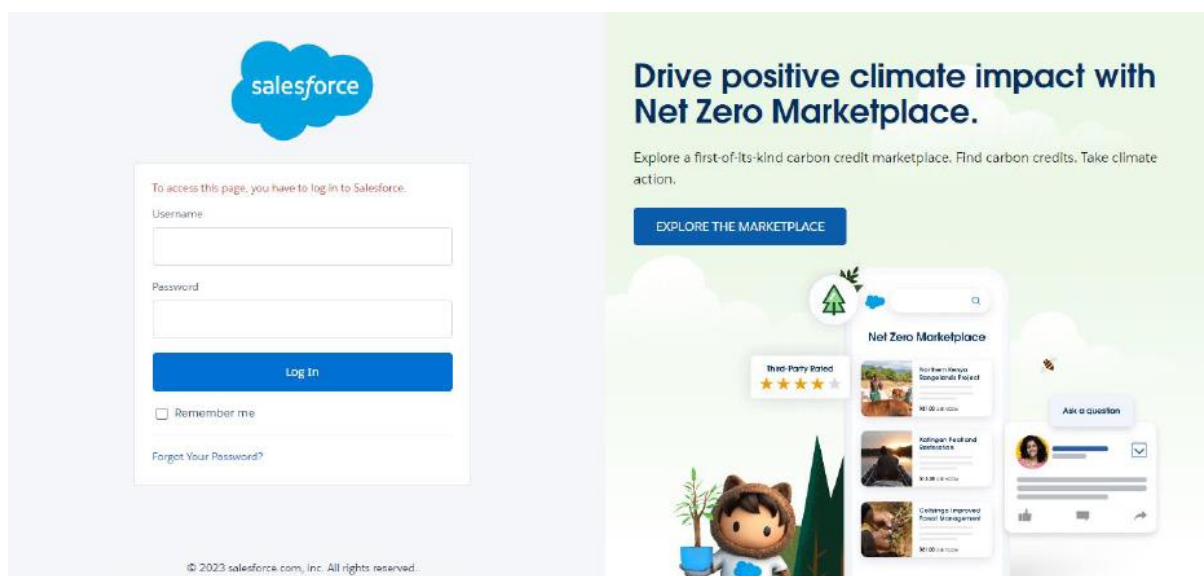 salesforce
To access this page, you have to log in to Salesforce.
Username
Password
Log In
Remember me
Forgot Your Password?
© 2023 salesforce.com, inc. All rights reserved.
Drive positive climate impact with
Net Zero Marketplace.
Explore a first-of-its-kind carbon credit marketplace. Find carbon credits. Take climate
action.
EXPLORE THE MARKETPLACE
Net Zero Marketplace
Third-Party Rated
Northern Kenya
Rangelands Project
Ask a question
Katingan Peatland
Restoration
Improved
Forest Management